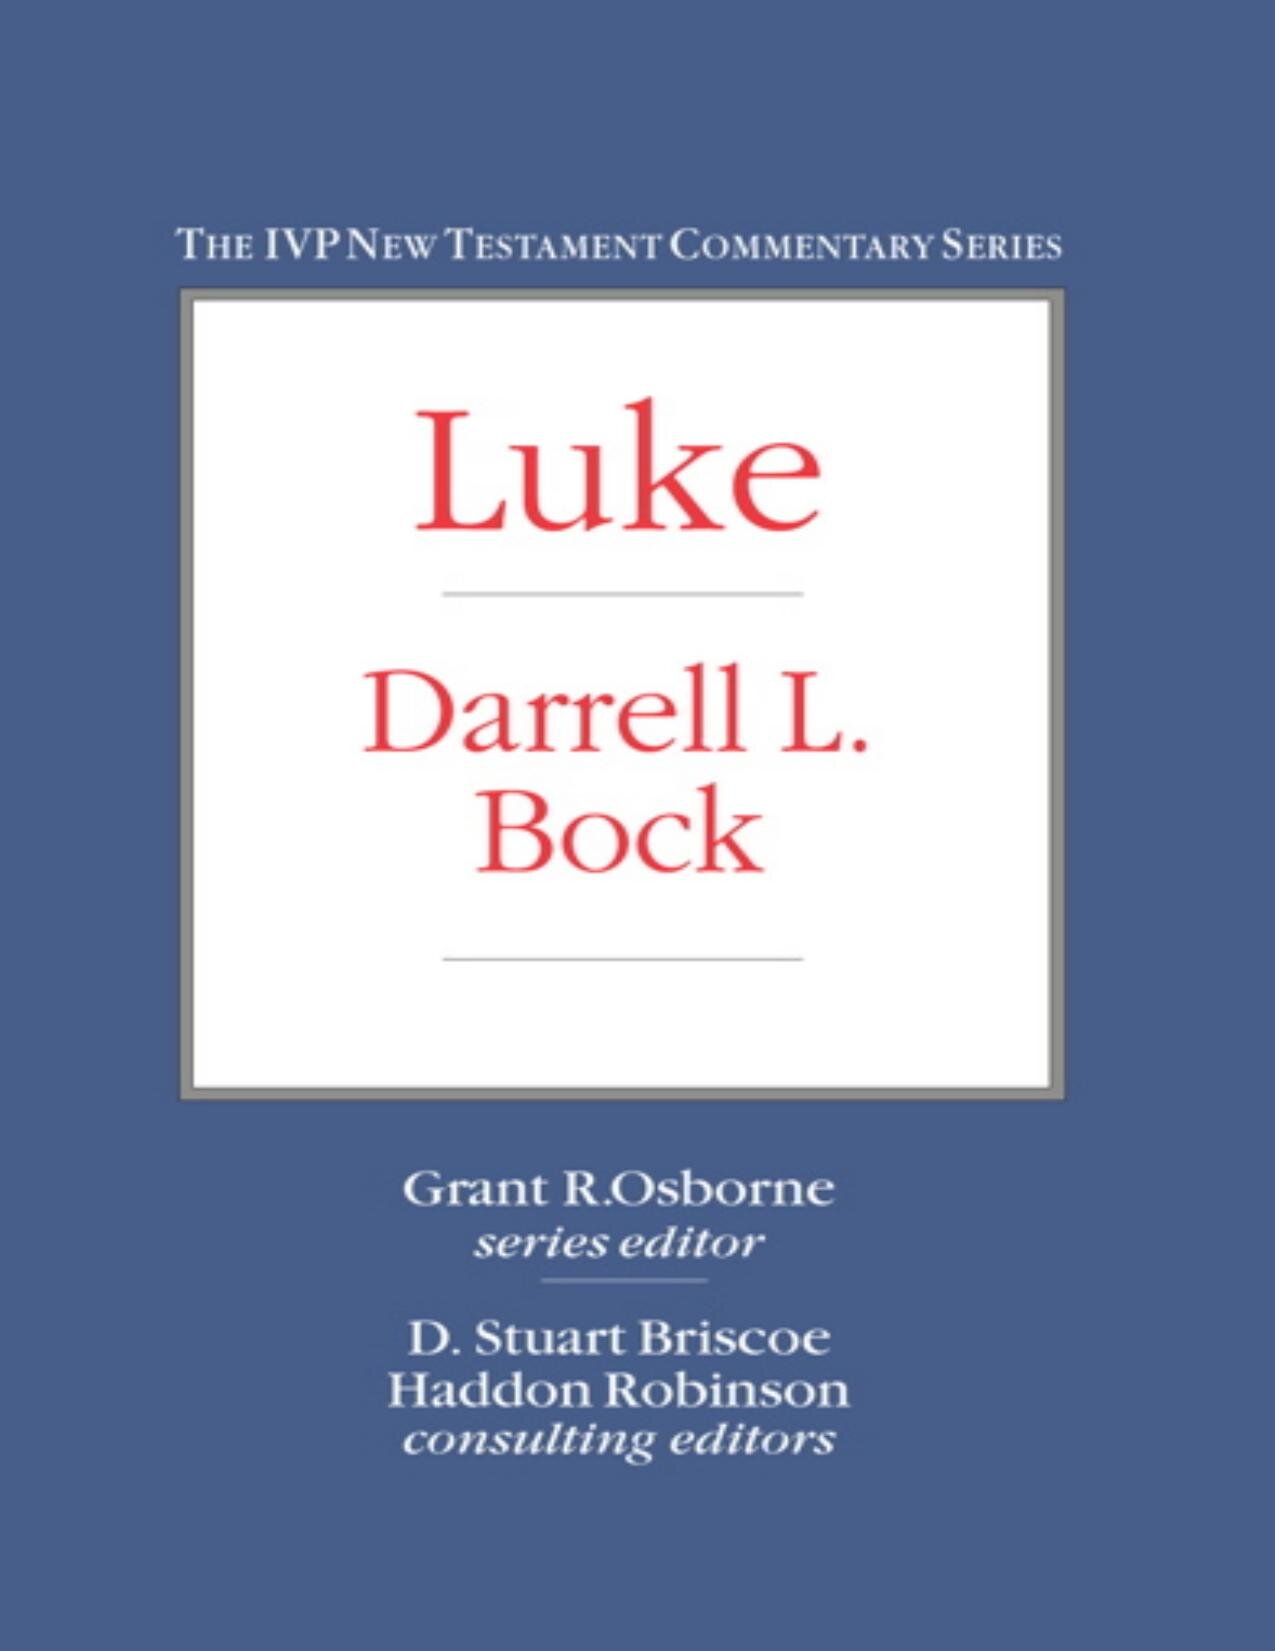 THE IVP NEW TESTAMENT COMMENTARY SERIES
Luke
Darrell L.
Bock
Grant R.Osborne
series editor
D. Stuart Briscoe
Haddon Robinson
consulting editors